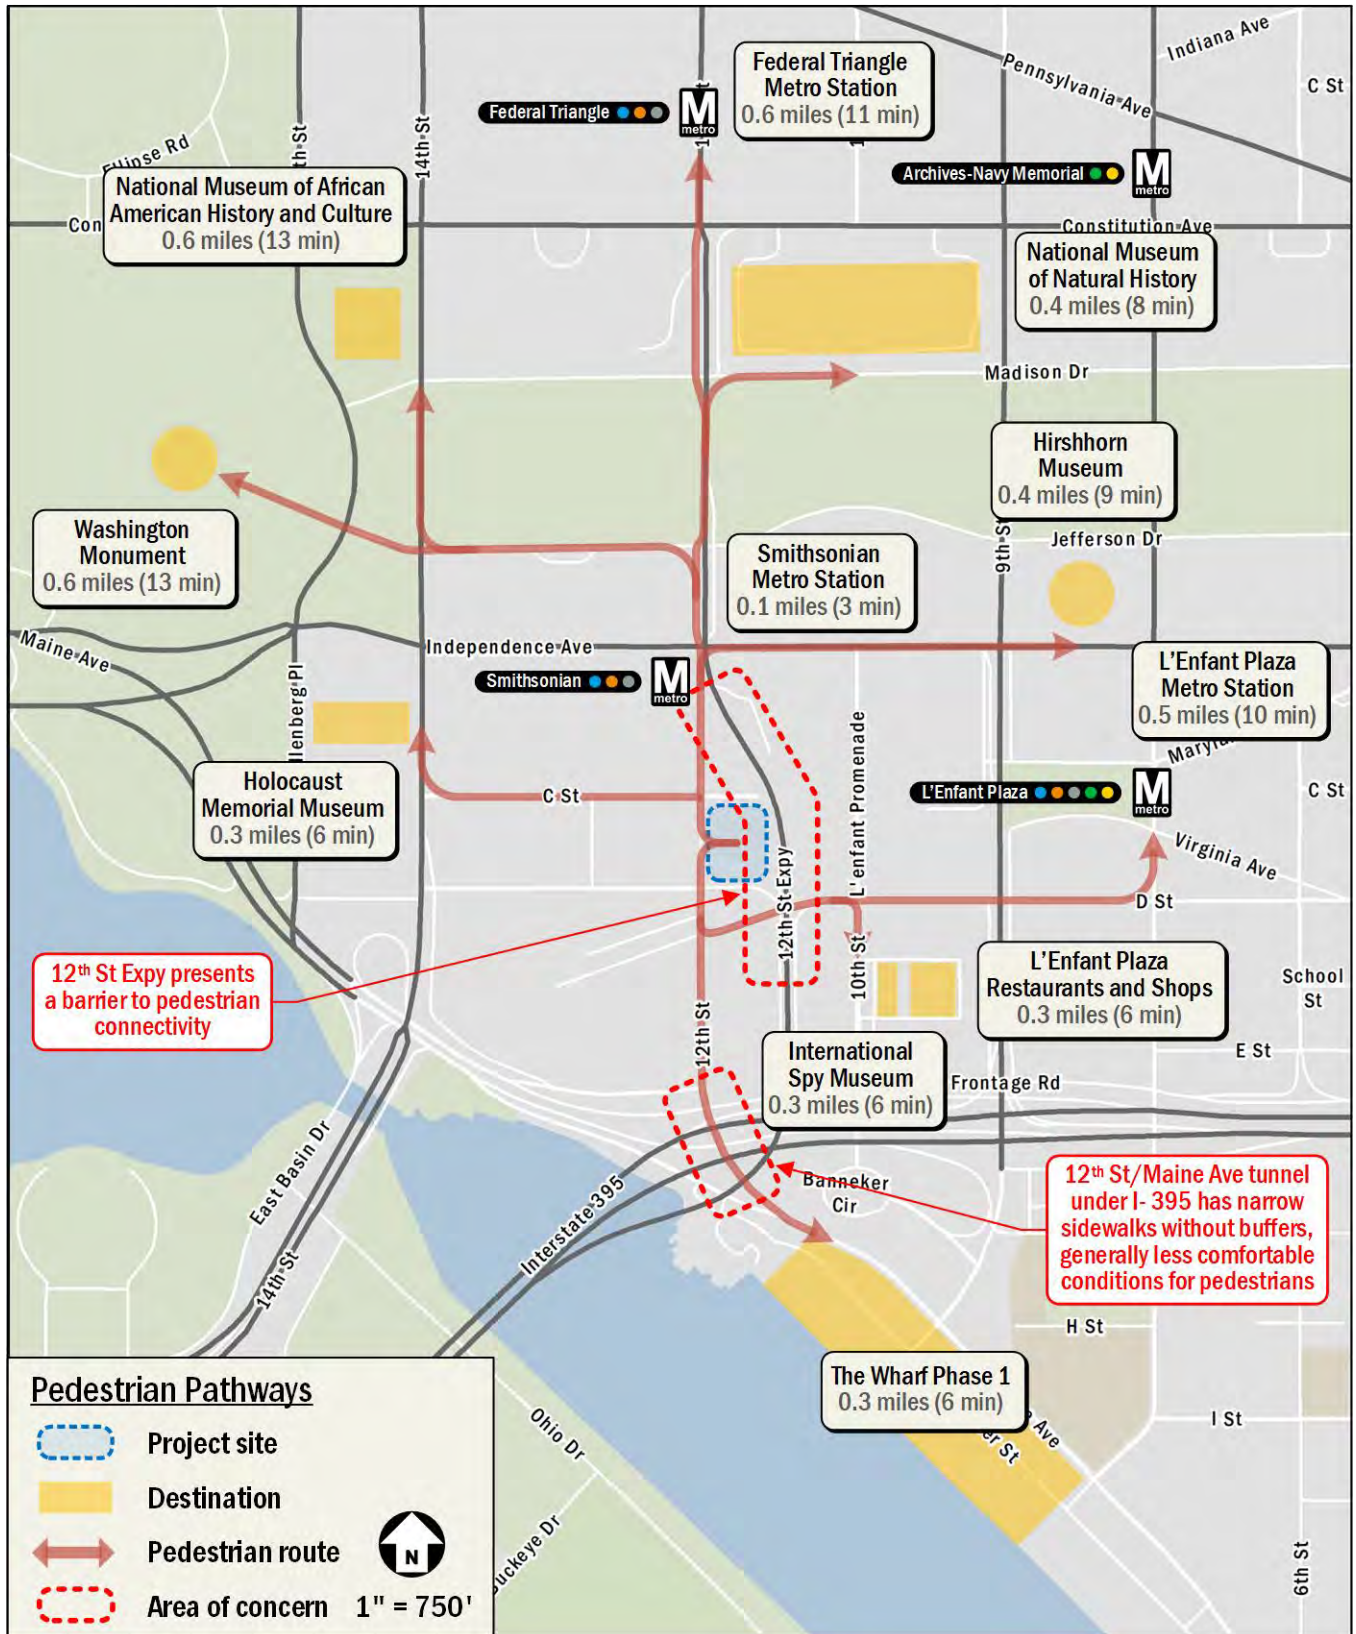 Indiana Ave
Pennsylvania Ave
C St
Federal Triangle
Metro Station
0.6 miles (11 min)
Federal Triangle
M
metro
14th St
Ellipse Rd
Archives-Navy Memorial
M
metro
National Museum of African
American History and Culture
0.6 miles (13 min)
Constitution Ave
National Museum
of Natural History
0.4 miles (8 min)
Madison Dr
Hirshhorn
Museum
0.4 miles (9 min)
Washington
Monument
0.6 miles (13 min)
9th St
Jefferson Dr
Smithsonian
Metro Station
0.1 miles (3 min)
Maine Ave
Independence Ave
Smithsonian
M
metro
L'Enfant Plaza
Metro Station
0.5 miles (10 min)
L'enfant Promenade
Holocaust
Memorial Museum
0.3 miles (6 min)
C St
L'Enfant Plaza
M
metro
C St
Virginia Ave
12th St Expy
D St
12th St Expy presents
a barrier to pedestrian
connectivity
10th St
L'Enfant Plaza
Restaurants and Shops
0.3 miles (6 min)
School
St
12th St
International
Spy Museum
0.3 miles (6 min)
E St
Frontage Rd
East Basin Dr
14th St
Interstate 395
Banneker
Cir
12th St/Maine Ave tunnel
under I-395 has narrow
sidewalks without buffers,
generally less comfortable
conditions for pedestrians
H St
The Wharf Phase 1
0.3 miles (6 min)
Ave
St
I St
6th St
Ohio Dr
Pedestrian Pathways
Project site
Destination
Pedestrian route
Area of concern
N
1" = 750'